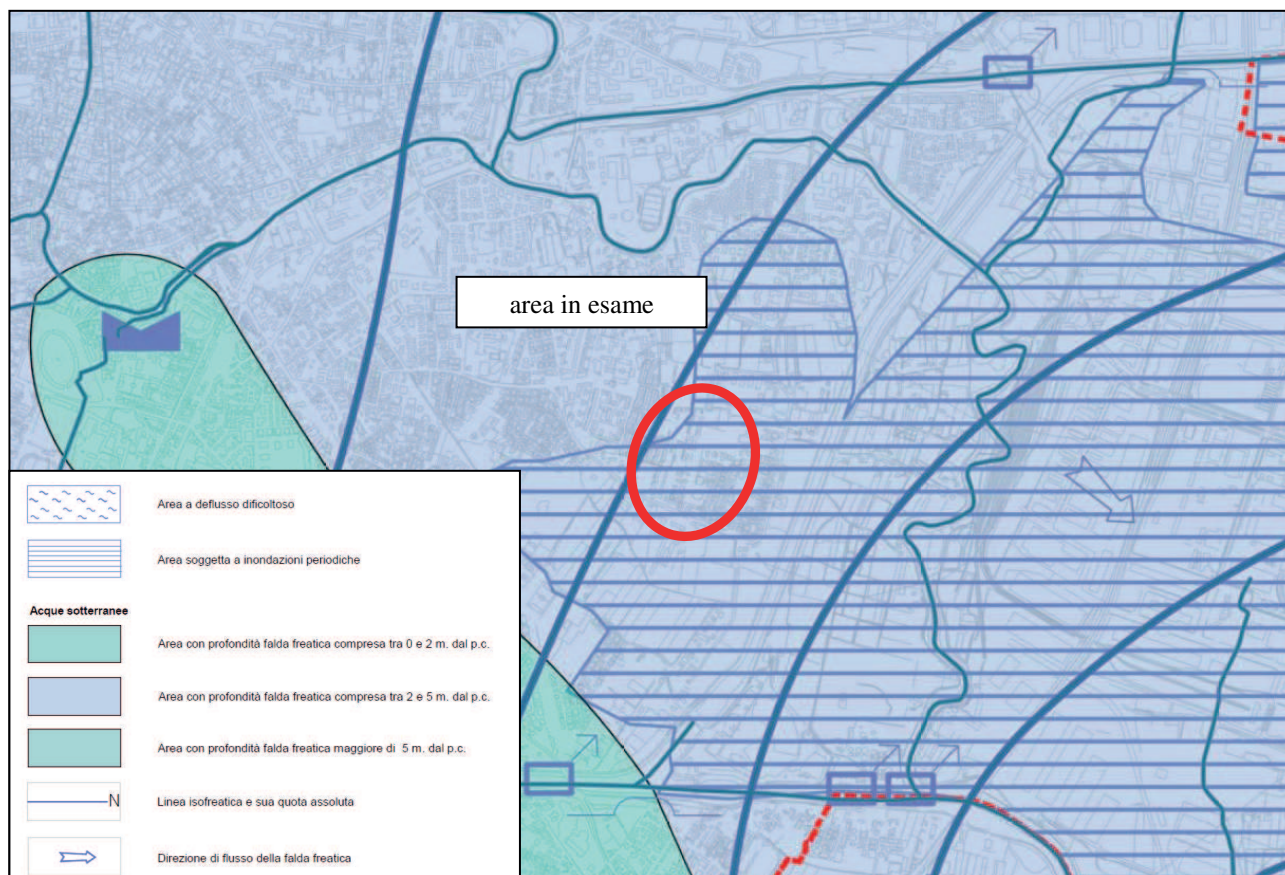 area in esame
Area a deflusso dificoltoso
Area soggetta a inondazioni periodiche
Acque sotterranee
Area con profondità falda freatica compresa tra 0 e 2 m. dal p.c.
Area con profondità falda freatica compresa tra 2 e 5 m. dal p.c.
Area con profondità falda freatica maggiore di 5 m. dal p.c.
N Linea isofreatica e sua quota assoluta
Direzione di flusso della falda freatica